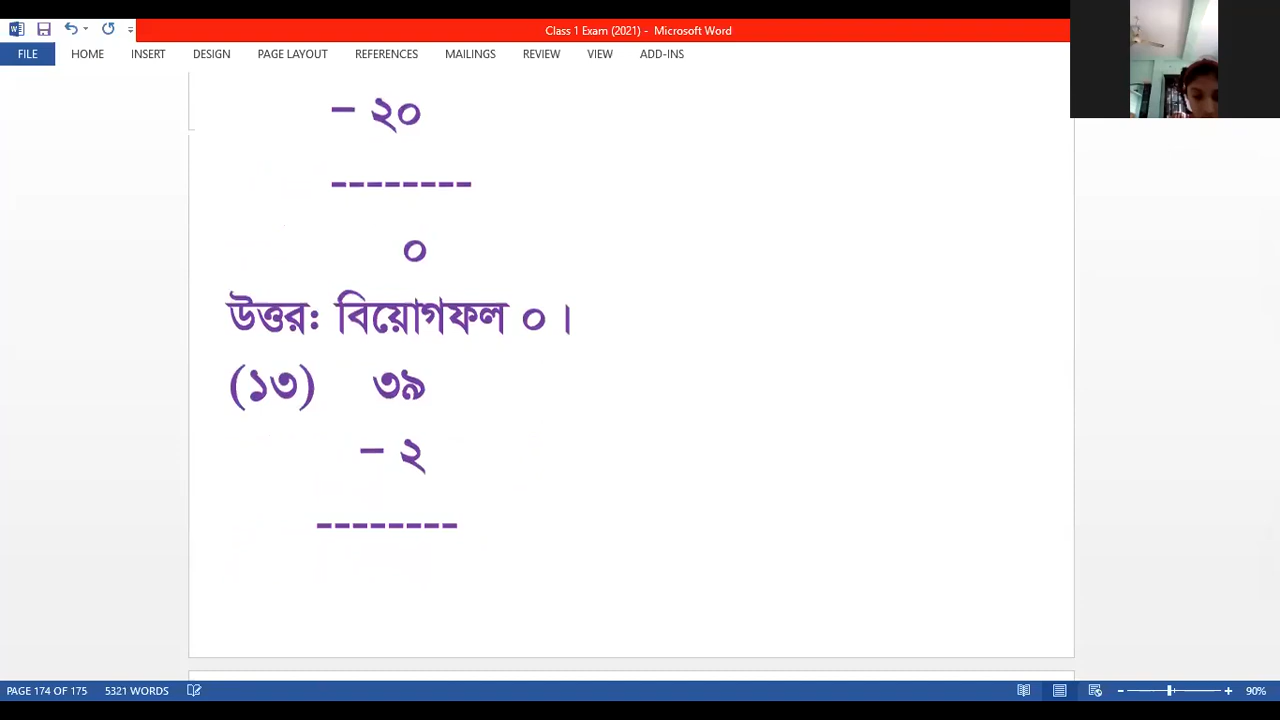 Class 1 Exam (2021) - Microsoft Word
FILE HOME INSERT DESIGN PAGE LAYOUT REFERENCES MAILINGS REVIEW VIEW ADD-INS
– ২০
--------
০
উত্তরঃ বিয়োগফল ০ ।
(১৩) ৩৯
– ২
--------
PAGE 174 OF 175 5321 WORDS 90%